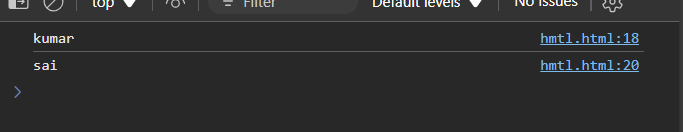 top Filter Default levels No Issues
kumar hmtl.html:18
sai hmtl.html:20